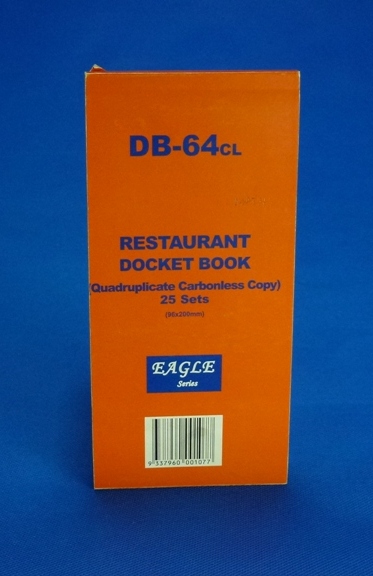 DB-64CL
RESTAURANT
DOCKET BOOK
(Quadruplicate Carbonless Copy)
25 Sets
(98x200mm)
EAGLE
Series
9 337960 001077